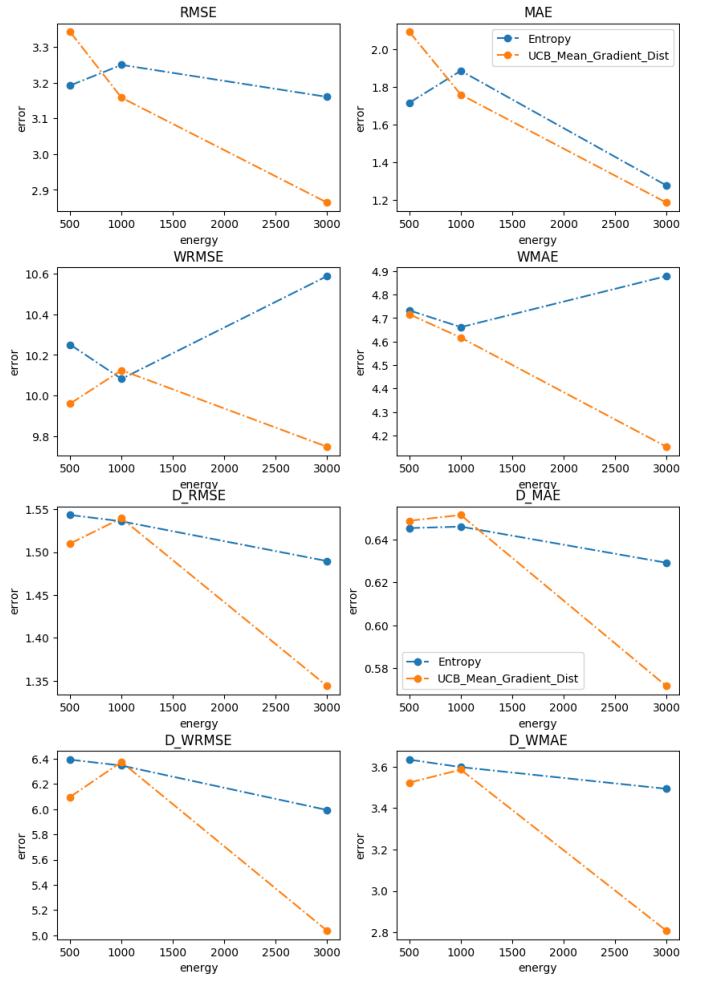 RMSE
3.3
3.2
3.1
3.0
2.9
error
500 1000 1500 2000 2500 3000
energy
MAE
2.0
1.8
1.6
1.4
1.2
error
Entropy
UCB_Mean_Gradient_Dist
500 1000 1500 2000 2500 3000
energy
WRMSE
10.6
10.4
10.2
10.0
9.8
error
500 1000 1500 2000 2500 3000
energy
WMAE
4.9
4.8
4.7
4.6
4.5
4.4
4.3
4.2
error
500 1000 1500 2000 2500 3000
energy
D_RMSE
1.55
1.50
1.45
1.40
1.35
error
500 1000 1500 2000 2500 3000
energy
D_MAE
0.64
0.62
0.60
0.58
error
Entropy
UCB_Mean_Gradient_Dist
500 1000 1500 2000 2500 3000
energy
D_WRMSE
6.4
6.2
6.0
5.8
5.6
5.4
5.2
5.0
error
500 1000 1500 2000 2500 3000
energy
D_WMAE
3.6
3.4
3.2
3.0
2.8
error
500 1000 1500 2000 2500 3000
energy